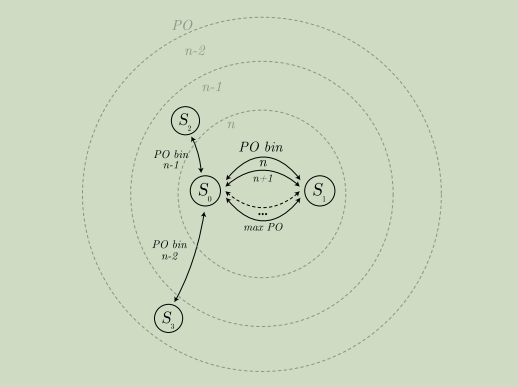 PO
n-2
n-1
n
S2
PO bin
n-1
PO bin
n
n+1
S0
S1
...
max PO
PO bin
n-2
S3